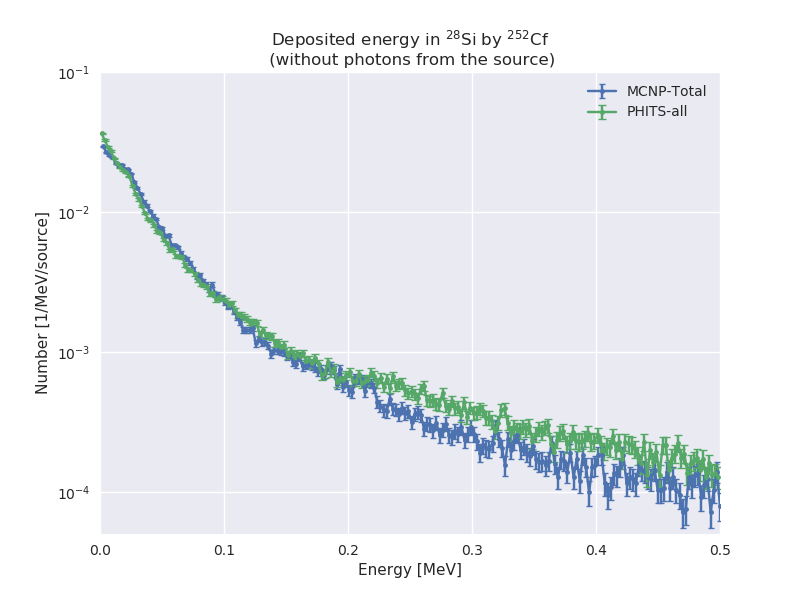 Deposited energy in ²⁸Si by ²⁵²Cf
(without photons from the source)
MCNP-Total
PHITS-all
Number [1/MeV/source]
10⁻¹
10⁻²
10⁻³
10⁻⁴
0.0 0.1 0.2 0.3 0.4 0.5
Energy [MeV]